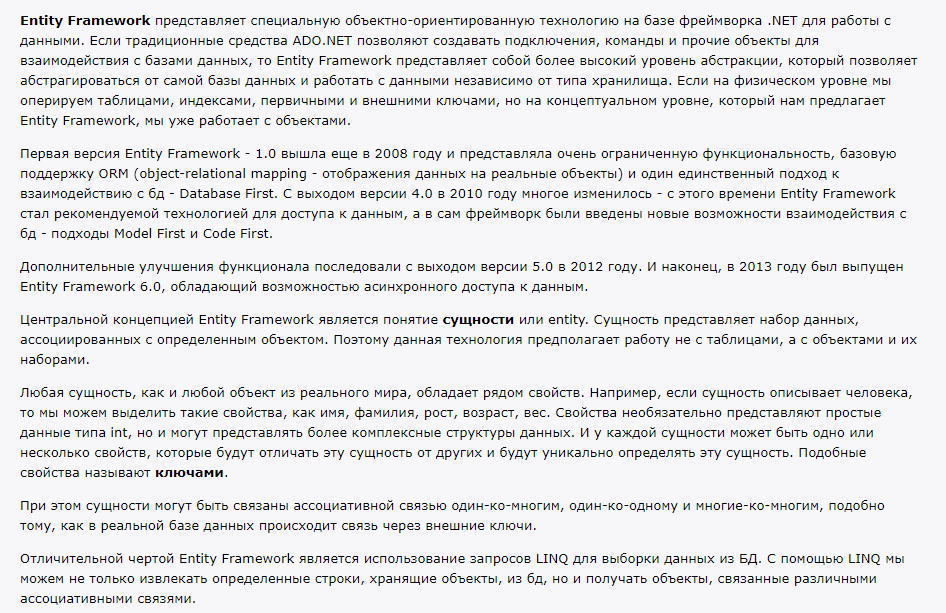 Entity Framework представляет специальную объектно-ориентированную технологию на базе фреймворка .NET для работы с
данными. Если традиционные средства ADO.NET позволяют создавать подключения, команды и прочие объекты для
взаимодействия с базами данных, то Entity Framework представляет собой более высокий уровень абстракции, который позволяет
абстрагироваться от самой базы данных и работать с данными независимо от типа хранилища. Если на физическом уровне мы
оперируем таблицами, индексами, первичными и внешними ключами, но на концептуальном уровне, который нам предлагает
Entity Framework, мы уже работает с объектами.
Первая версия Entity Framework - 1.0 вышла еще в 2008 году и представляла очень ограниченную функциональность, базовую
поддержку ORM (object-relational mapping - отображения данных на реальные объекты) и один единственный подход к
взаимодействию с бд - Database First. С выходом версии 4.0 в 2010 году многое изменилось - с этого времени Entity Framework
стал рекомендуемой технологией для доступа к данным, а в сам фреймворк были введены новые возможности взаимодействия с
бд - подходы Model First и Code First.
Дополнительные улучшения функционала последовали с выходом версии 5.0 в 2012 году. И наконец, в 2013 году был выпущен
Entity Framework 6.0, обладающий возможностью асинхронного доступа к данным.
Центральной концепцией Entity Framework является понятие сущности или entity. Сущность представляет набор данных,
ассоциированных с определенным объектом. Поэтому данная технология предполагает работу не с таблицами, а с объектами и их
наборами.
Любая сущность, как и любой объект из реального мира, обладает рядом свойств. Например, если сущность описывает человека,
то мы можем выделить такие свойства, как имя, фамилия, рост, возраст, вес. Свойства необязательно представляют простые
данные типа int, но и могут представлять более комплексные структуры данных. И у каждой сущности может быть одно или
несколько свойств, которые будут отличать эту сущность от других и будут уникально определять эту сущность. Подобные
свойства называют ключами.
При этом сущности могут быть связаны ассоциативной связью один-ко-многим, один-ко-одному и многие-ко-многим, подобно
тому, как в реальной базе данных происходит связь через внешние ключи.
Отличительной чертой Entity Framework является использование запросов LINQ для выборки данных из БД. С помощью LINQ мы
можем не только извлекать определенные строки, хранящие объекты, из бд, но и получать объекты, связанные различными
ассоциативными связями.